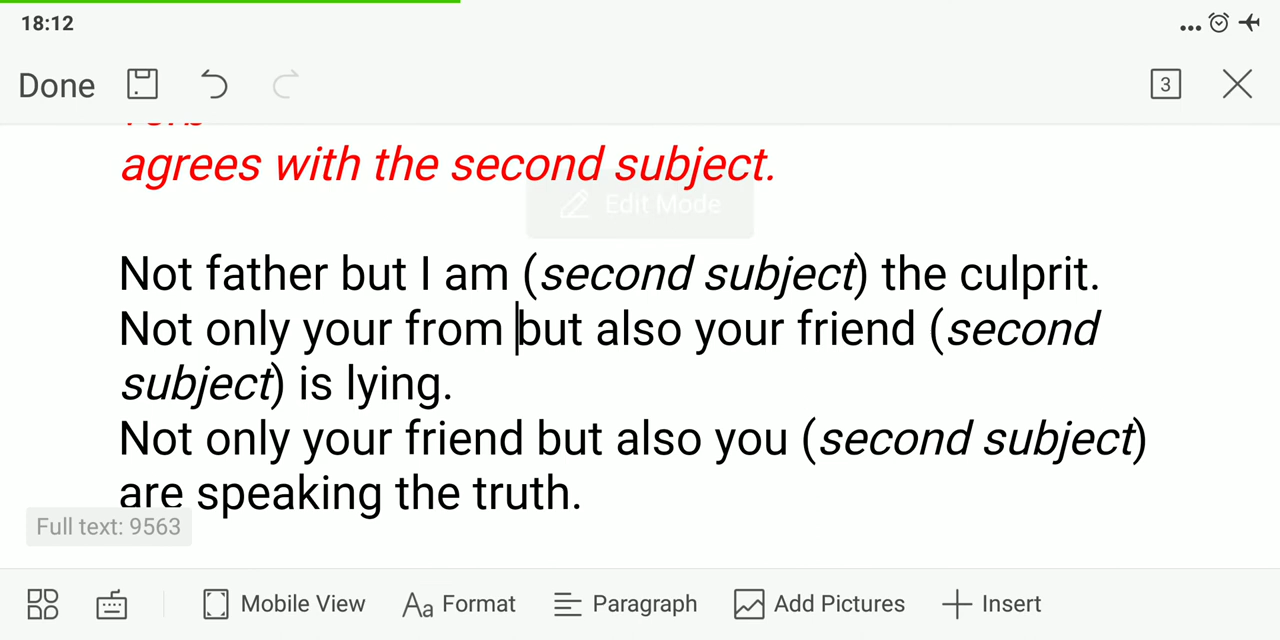 18:12
Done
3
agrees with the second subject.
Edit Mode
Not father but I am (second subject) the culprit.
Not only your from but also your friend (second
subject) is lying.
Not only your friend but also you (second subject)
are speaking the truth.
Full text: 9563
Mobile View
Aa Format
Paragraph
Add Pictures
Insert